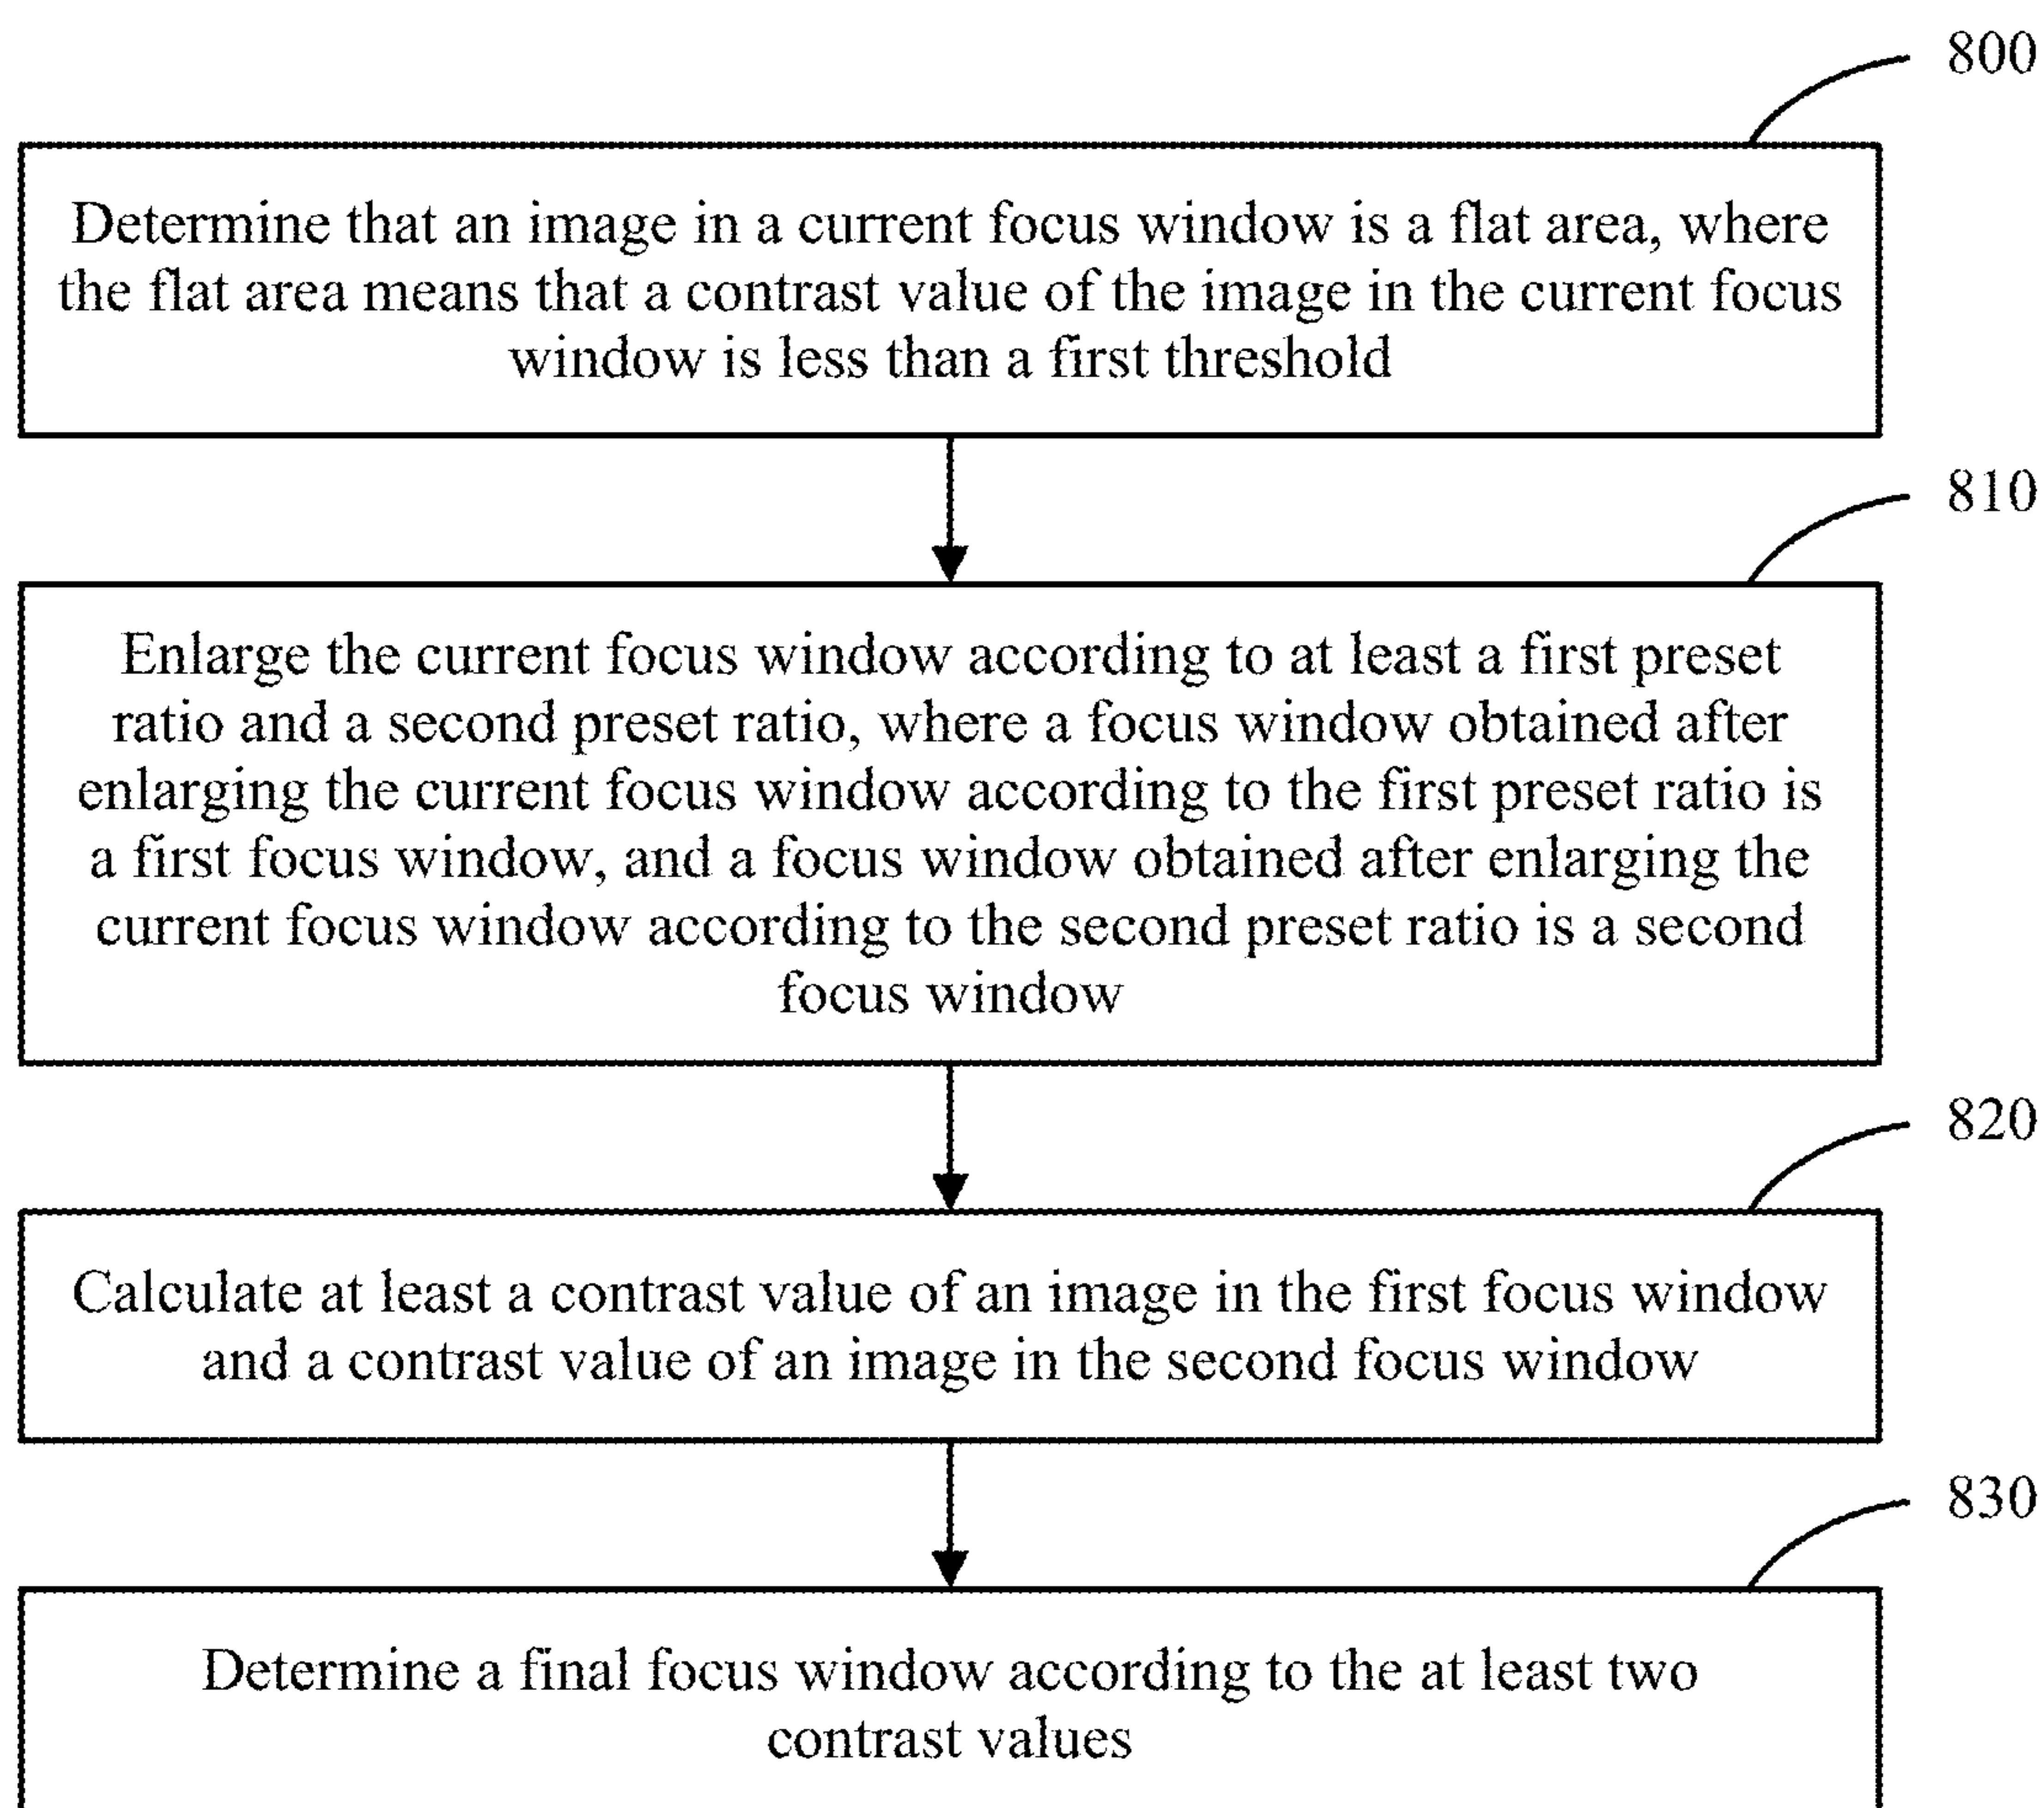 800
Determine that an image in a current focus window is a flat area, where
the flat area means that a contrast value of the image in the current focus
window is less than a first threshold
810
Enlarge the current focus window according to at least a first preset
ratio and a second preset ratio, where a focus window obtained after
enlarging the current focus window according to the first preset ratio is
a first focus window, and a focus window obtained after enlarging the
current focus window according to the second preset ratio is a second
focus window
820
Calculate at least a contrast value of an image in the first focus window
and a contrast value of an image in the second focus window
830
Determine a final focus window according to the at least two
contrast values